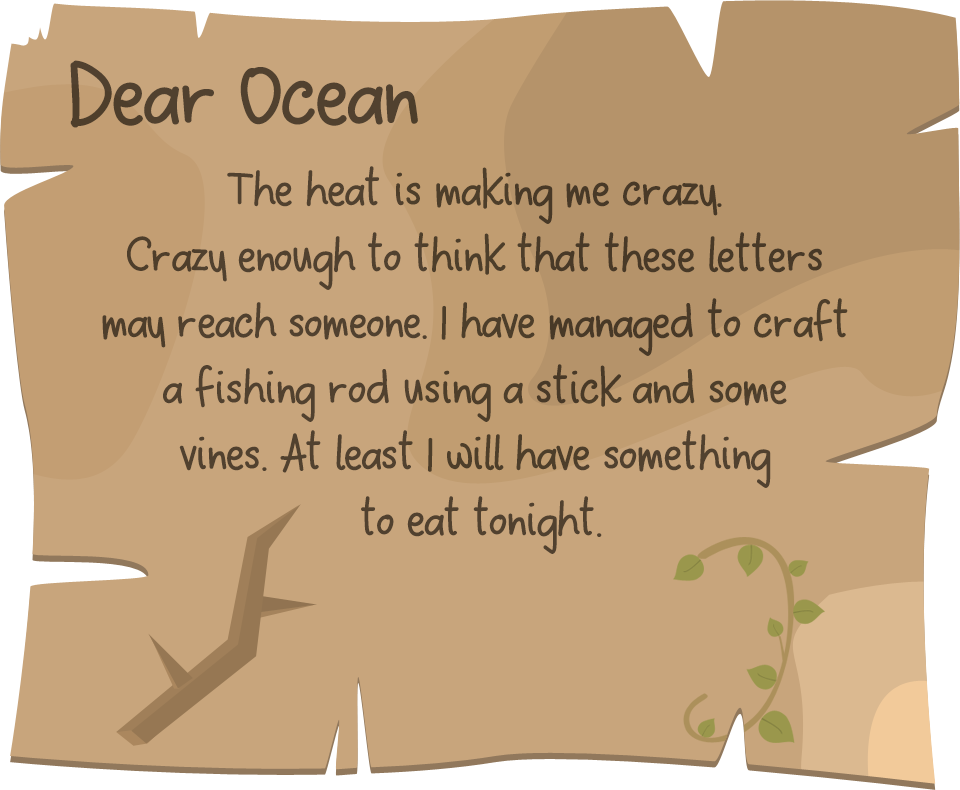 Dear Ocean
The heat is making me crazy.
Crazy enough to think that these letters
may reach someone. I have managed to craft
a fishing rod using a stick and some
vines. At least I will have something
to eat tonight.